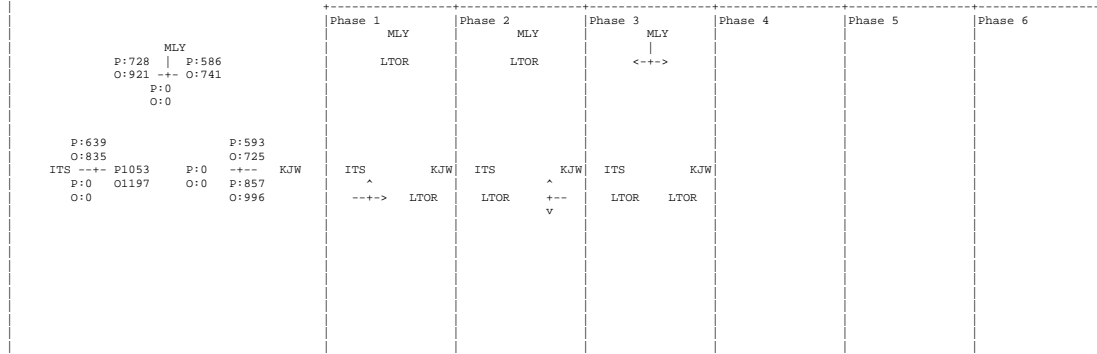 |Phase 1 |Phase 2 |Phase 3 |Phase 4 |Phase 5 |Phase 6
MLY MLY MLY
MLY |
P:728 | P:586 LTOR LTOR <-+->
O:921 -+- O:741
P:0
O:0
P:639 P:593
O:835 O:725
ITS --+- P1053 P:0 -+-- KJW ITS KJW| ITS KJW| ITS KJW|
P:0 O1197 O:0 P:857 ^ ^
O:0 O:996 --+-> LTOR LTOR +-- LTOR LTOR
v